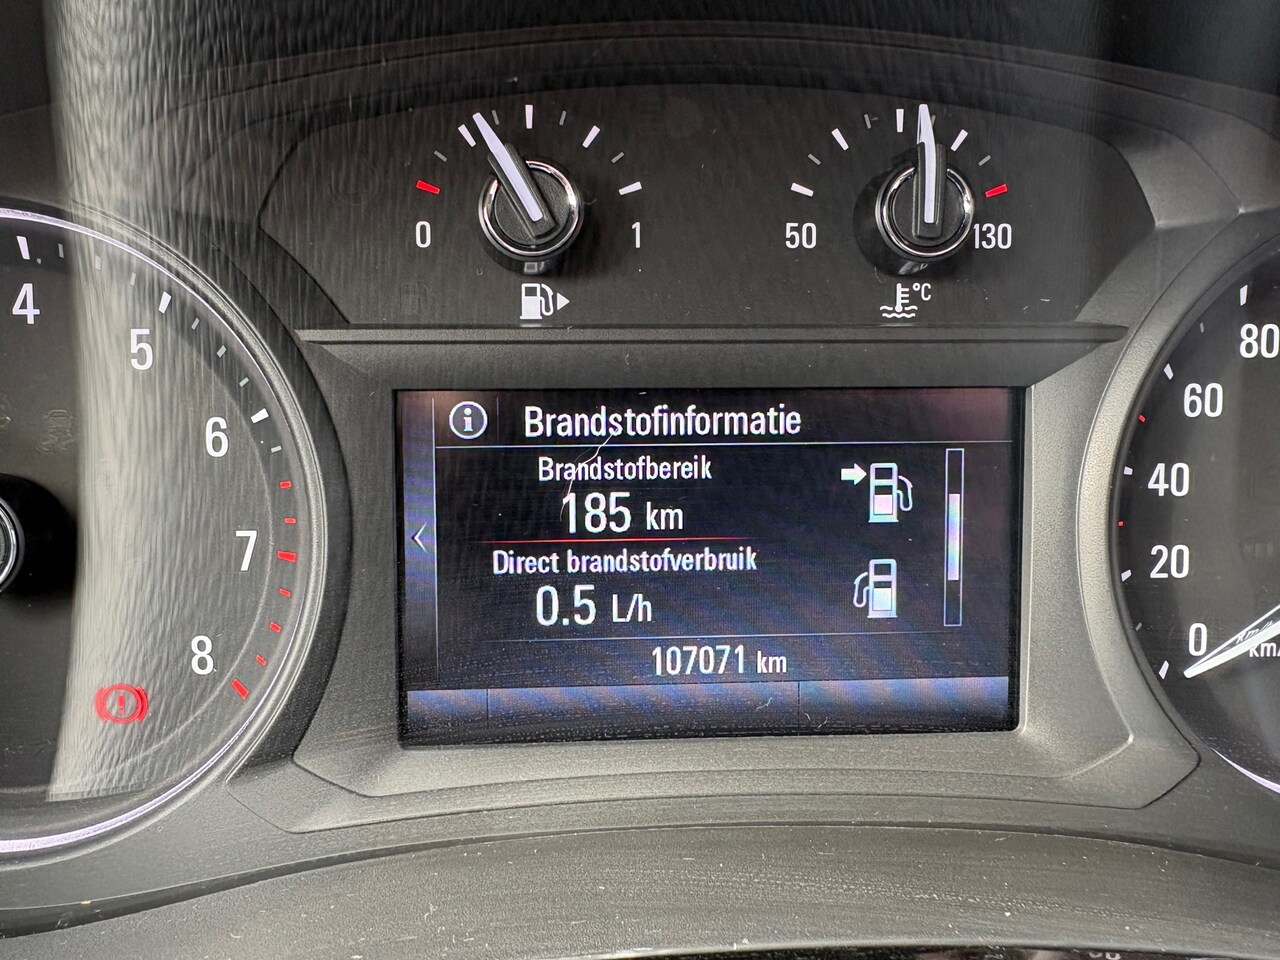 0 1
50 130
°C
4
5
6
7
8
80
60
40
20
0
km/
Brandstofinformatie
Brandstofbereik
185 km
Direct brandstofverbruik
0.5 L/h
107071 km